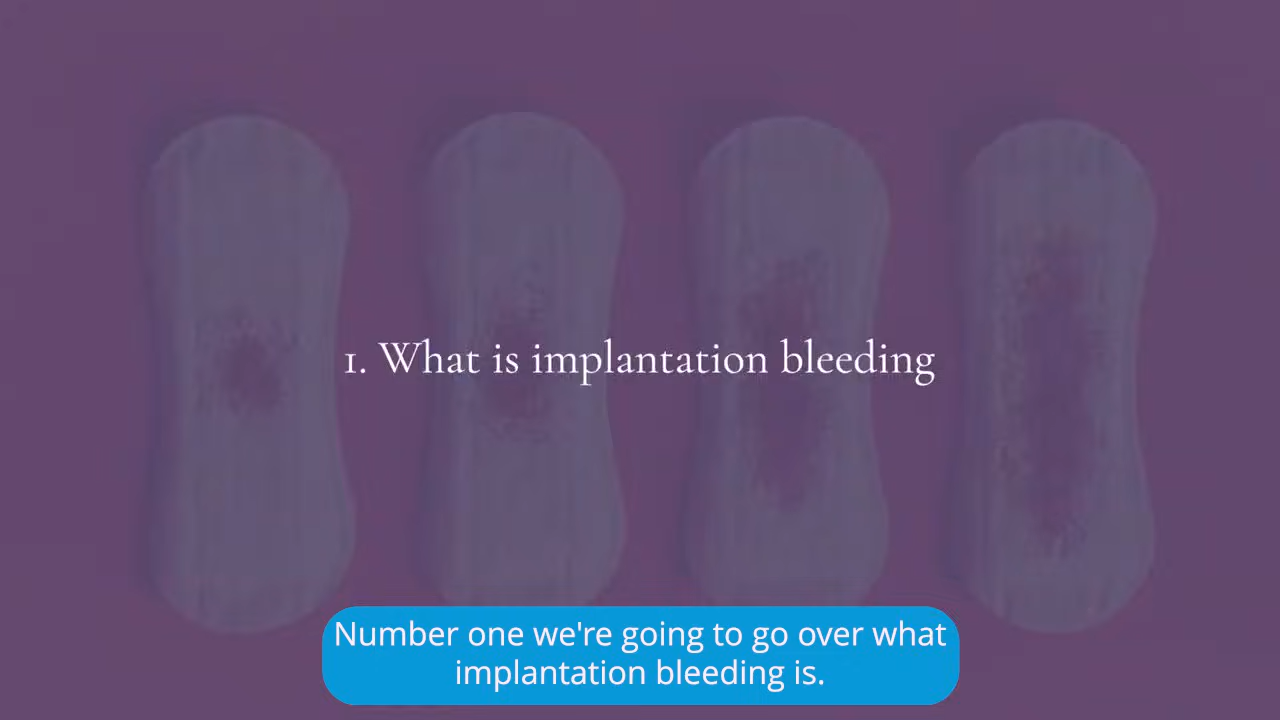 1. What is implantation bleeding
Number one we're going to go over what
implantation bleeding is.